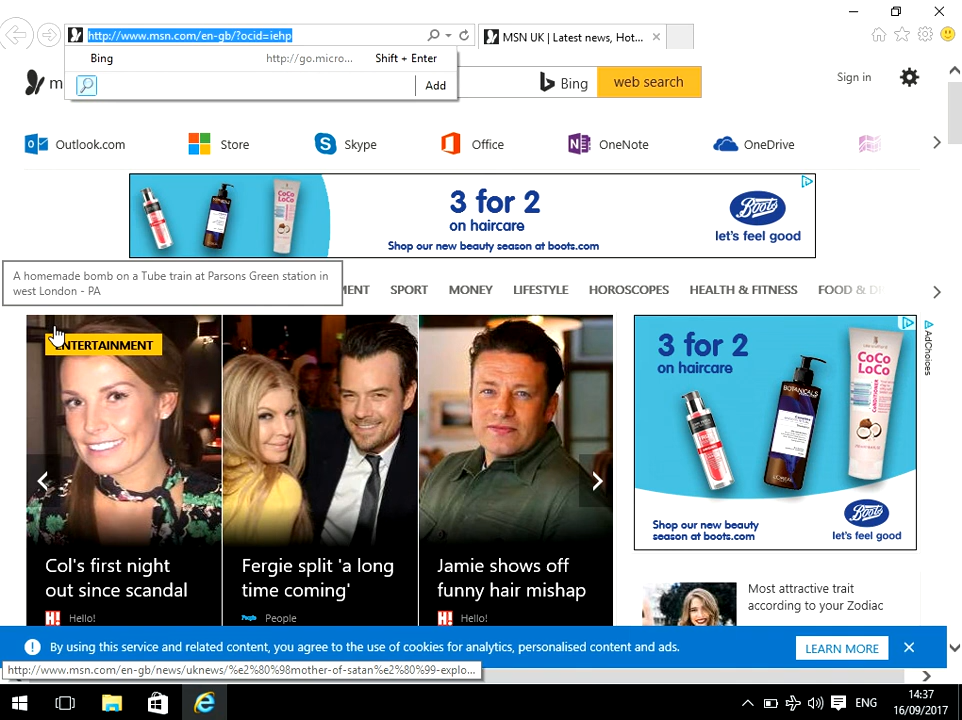 http://www.msn.com/en-gb/?ocid=iehp
MSN UK | Latest news, Hot...
Bing http://go.micro... Shift + Enter
Add
m
Bing
web search
Sign in
Outlook.com
Store
Skype
Office
OneNote
OneDrive
3 for 2
on haircare
Shop our new beauty season at boots.com
Boots
let's feel good
COCO
LOCO
A homemade bomb on a Tube train at Parsons Green station in
west London - PA
MENT SPORT MONEY LIFESTYLE HOROSCOPES HEALTH & FITNESS FOOD &
ENTERTAINMENT
Col's first night
out since scandal
Hello!
Fergie split 'a long
time coming'
People
Jamie shows off
funny hair mishap
Hello!
3 for 2
on haircare
COCO
LOCO
BOTANICALS
Shop our new beauty
season at boots.com
Boots
let's feel good
AdChoices
Most attractive trait
according to your Zodiac
By using this service and related content, you agree to the use of cookies for analytics, personalised content and ads.
LEARN MORE
http://www.msn.com/en-gb/news/uknews/%e2%80%98mother-of-satan%e2%80%99-explo...
ENG
14:37
16/09/2017